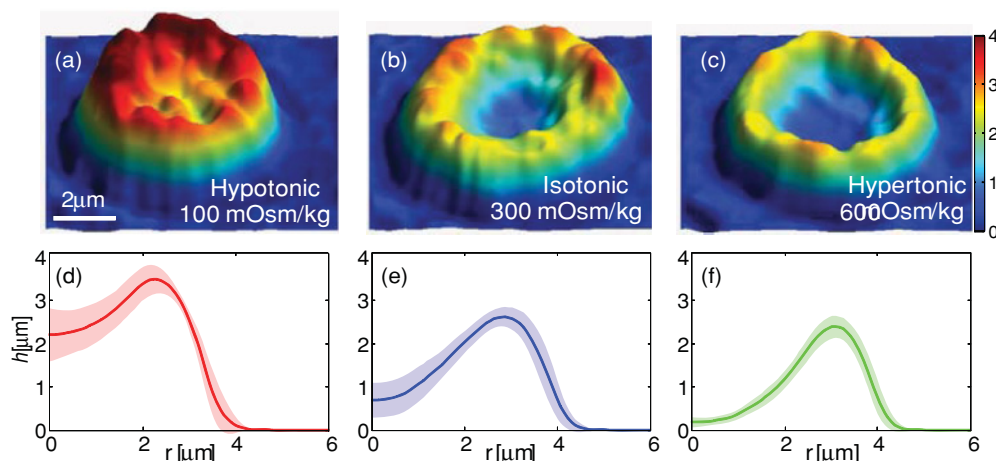 (a)
Hypotonic
2μm
100 mOsm/kg
(b)
Isotonic
300 mOsm/kg
(c)
Hypertonic
600 mOsm/kg
4
3
2
1
0
(d)
h[μm]
4
3
2
1
0
0 2 4 6
r [μm]
(e)
4
3
2
1
0
0 2 4 6
r [μm]
(f)
4
3
2
1
0
0 2 4 6
r [μm]